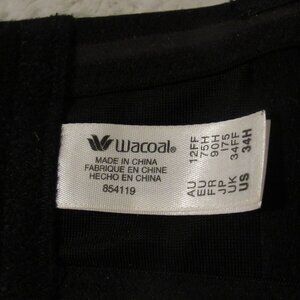 Wacoal®
MADE IN CHINA
FABRIQUE EN CHINE
HECHO EN CHINA
854119
AU 12FF
EU 75H
FR 90H
JP I75
UK 34FF
US 34H